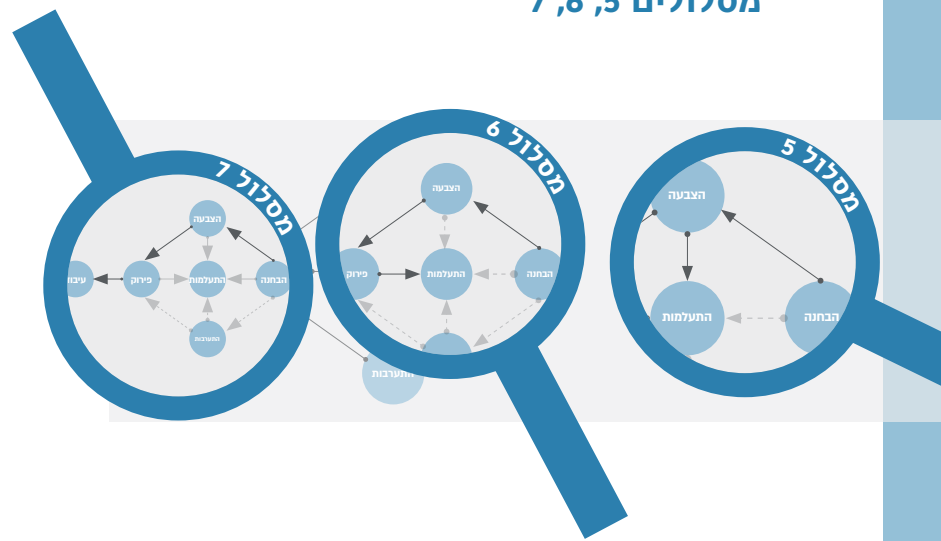 מסלולים 5, 6, 7
מסלול 5
הצבעה
התעלמות
הבחנה
מסלול 6
הצבעה
הבחנה
התעלמות
פירוק
התערבות
מסלול 7
הצבעה
הבחנה
התעלמות
פירוק
התערבות